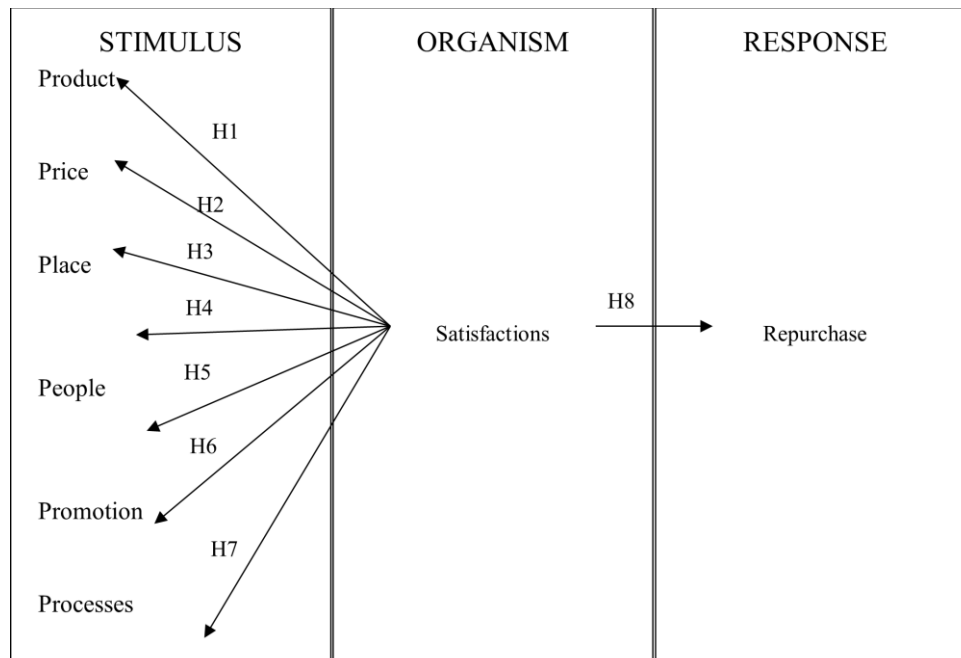 STIMULUS
ORGANISM
RESPONSE
Product
H1
Price
H2
H3
Place
H4
H8
Satisfactions
Repurchase
H5
People
H6
Promotion
H7
Processes